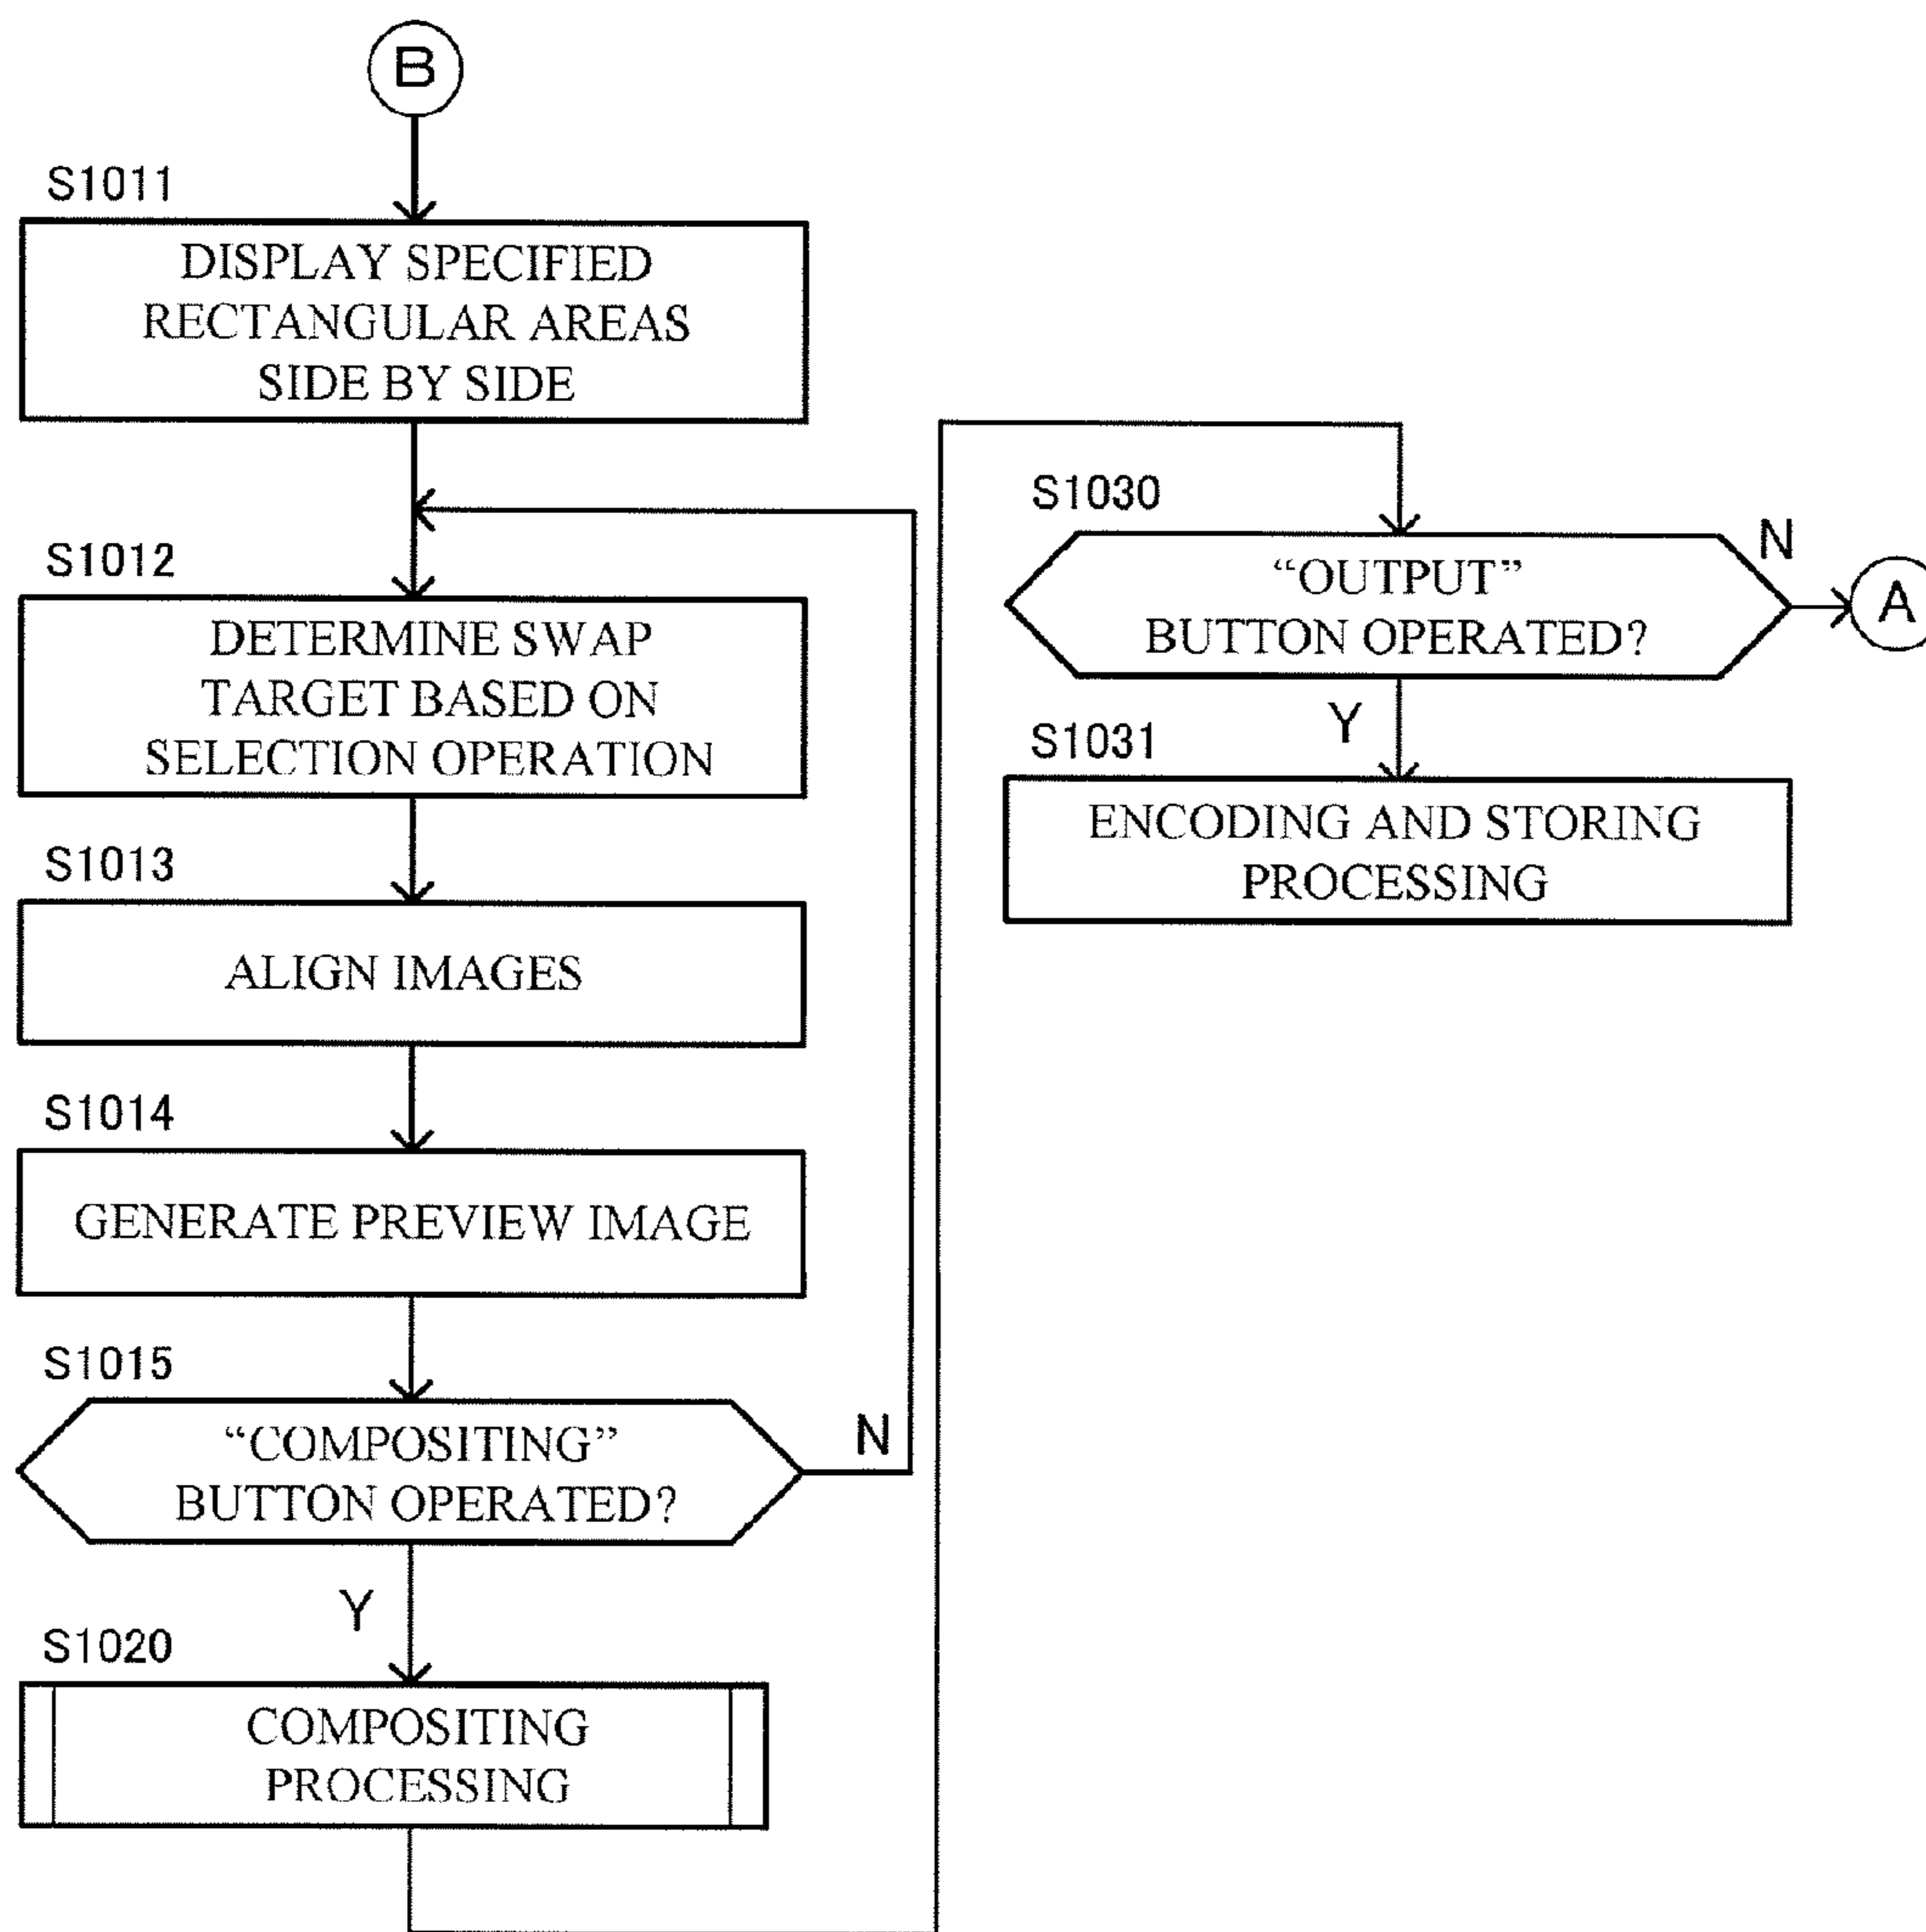 B
S1011
DISPLAY SPECIFIED
RECTANGULAR AREAS
SIDE BY SIDE
S1012
DETERMINE SWAP
TARGET BASED ON
SELECTION OPERATION
S1013
ALIGN IMAGES
S1014
GENERATE PREVIEW IMAGE
S1015
“COMPOSITING”
BUTTON OPERATED?
N
Y
S1020
COMPOSITING
PROCESSING
S1030
“OUTPUT”
BUTTON OPERATED?
N
A
Y
S1031
ENCODING AND STORING
PROCESSING